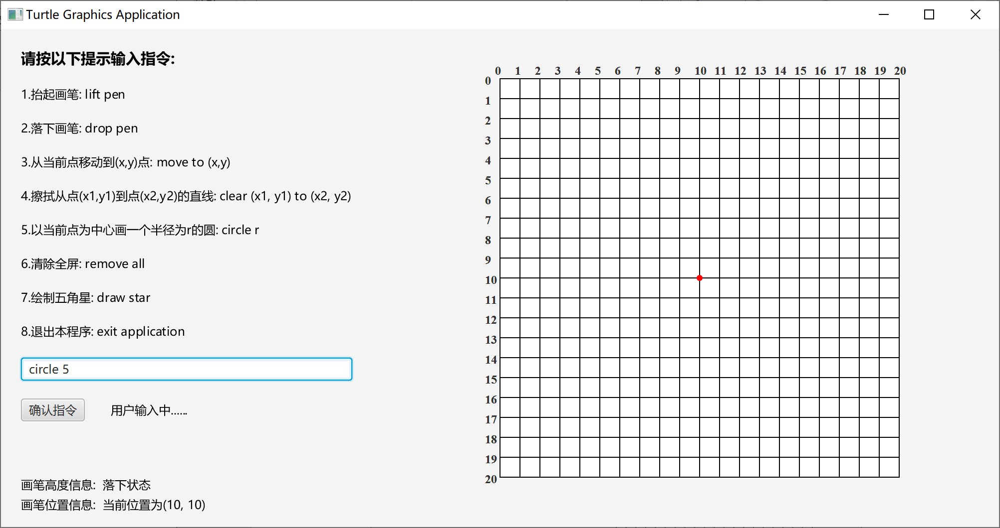 Turtle Graphics Application
请按以下提示输入指令:
1.抬起画笔: lift pen
2.落下画笔: drop pen
3.从当前点移动到(x,y)点: move to (x,y)
4.擦拭从点(x1,y1)到点(x2,y2)的直线: clear (x1, y1) to (x2, y2)
5.以当前点为中心画一个半径为r的圆: circle r
6.清除全屏: remove all
7.绘制五角星: draw star
8.退出本程序: exit application
circle 5
确认指令 用户输入中......
画笔高度信息: 落下状态
画笔位置信息: 当前位置为(10, 10)
0 1 2 3 4 5 6 7 8 9 10 11 12 13 14 15 16 17 18 19 20
0
1
2
3
4
5
6
7
8
9
10
11
12
13
14
15
16
17
18
19
20